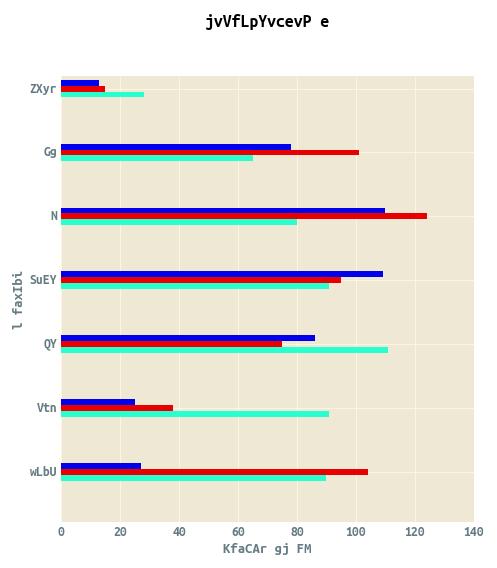 jvVfLpYvcevP e
ZXyr
Gg
N
SuEY
QY
Vtn
wLbU
l faxIbi
0 20 40 60 80 100 120 140
KfaCAr gj FM